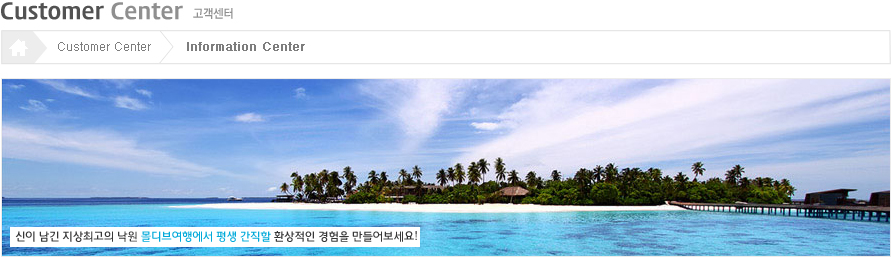 Customer Center 고객센터
Customer Center Information Center
신이 남긴 지상최고의 낙원 몰디브여행에서 평생 간직할 환상적인 경험을 만들어보세요!